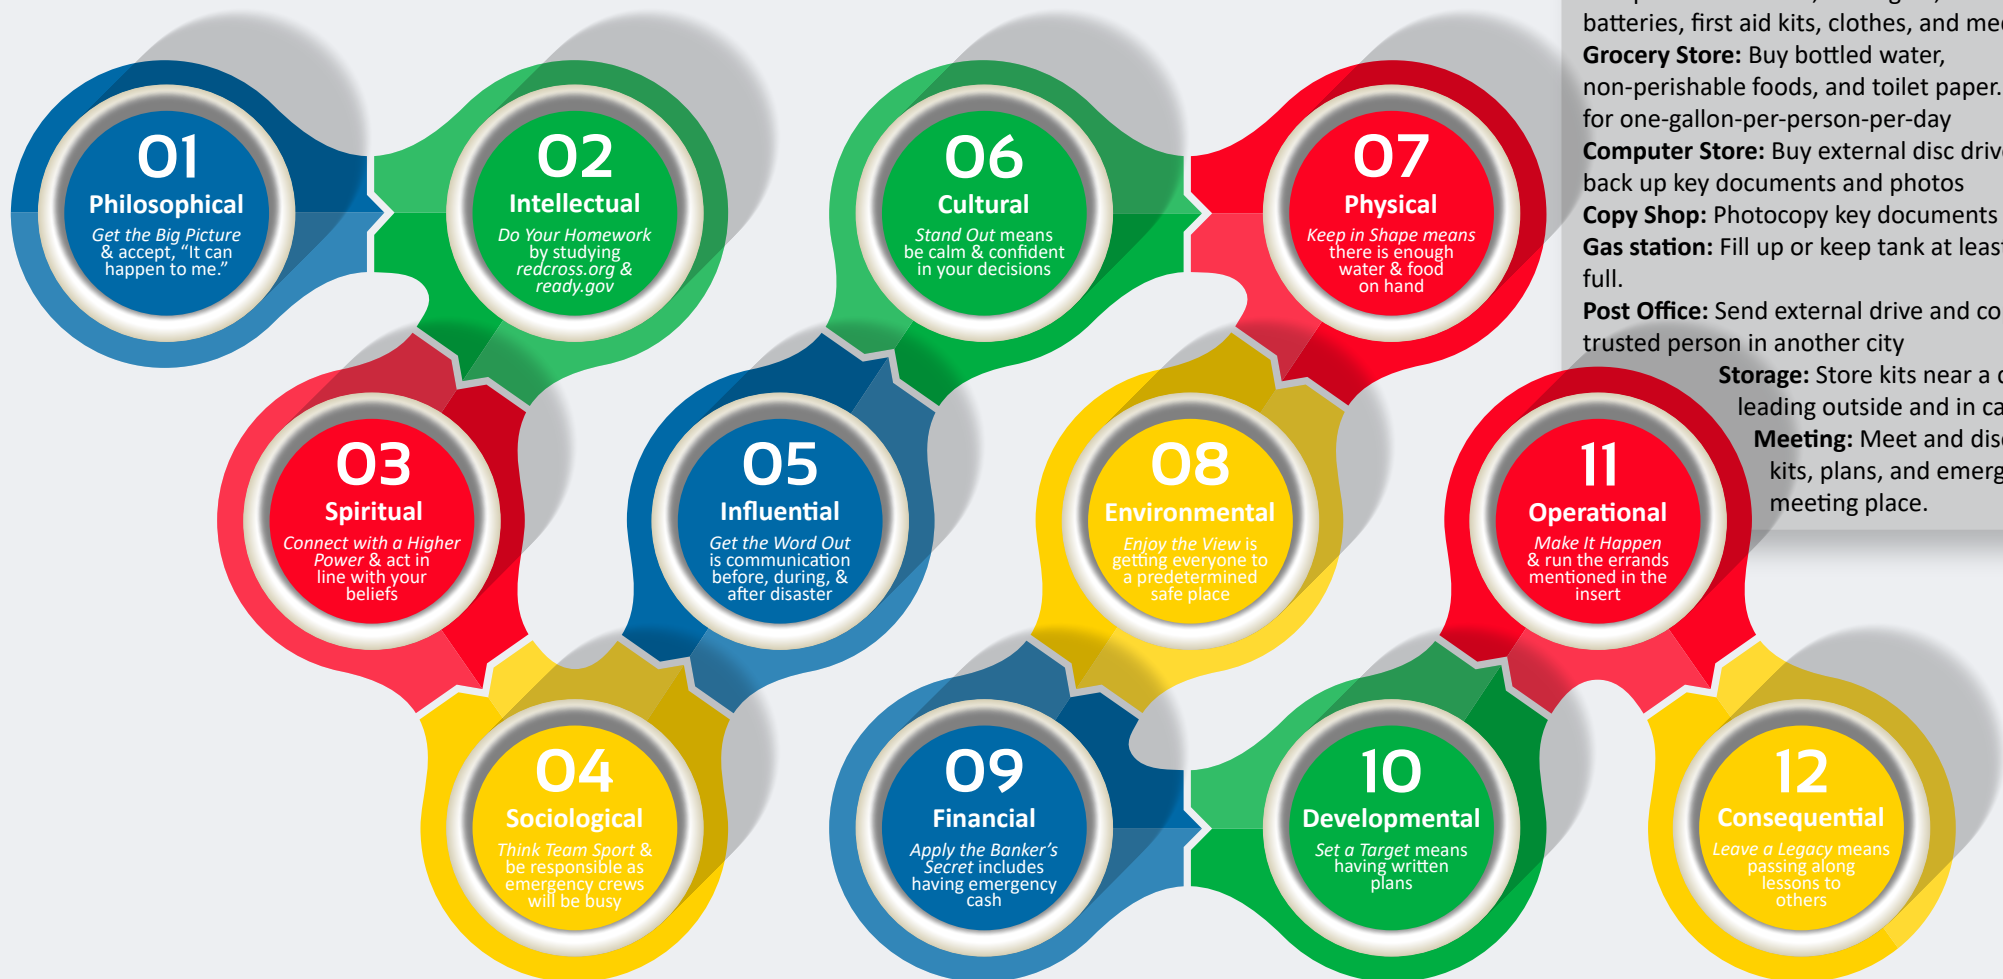 01
Philosophical
Get the Big Picture
& accept, “It can
happen to me.”
02
Intellectual
Do Your Homework
by studying
redcross.org &
ready.gov
03
Spiritual
Connect with a Higher
Power & act in
line with your
beliefs
04
Sociological
Think Team Sport &
be responsible as
emergency crews
will be busy
05
Influential
Get the Word Out
is communication
before, during, &
after disaster
06
Cultural
Stand Out means
be calm & confident
in your decisions
07
Physical
Keep in Shape means
there is enough
water & food
on hand
08
Environmental
Enjoy the View is
getting everyone to
a predetermined
safe place
09
Financial
Apply the Banker’s
Secret includes
having emergency
cash
10
Developmental
Set a Target means
having written
plans
11
Operational
Make It Happen
& run the errands
mentioned in the
insert
12
Consequential
Leave a Legacy means
passing along
lessons to
others
batteries, first aid kits, clothes, and
Grocery Store: Buy bottled water,
non-perishable foods, and toilet paper.
for one-gallon-per-person-per-day
Computer Store: Buy external disc
back up key documents and photos
Copy Shop: Photocopy key documents
Gas station: Fill up or keep tank at least
full.
Post Office: Send external drive and
trusted person in another city
Storage: Store kits near a
leading outside and in
Meeting: Meet and
kits, plans, and
meeting place.